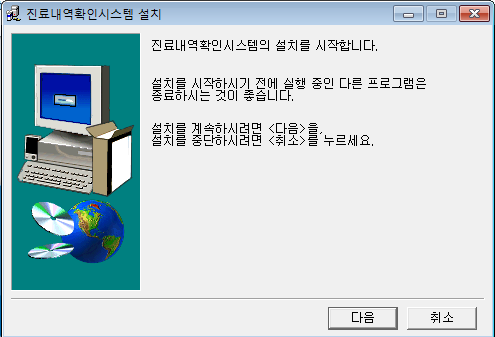 진료내역확인시스템 설치
진료내역확인시스템의 설치를 시작합니다.
설치를 시작하시기 전에 실행 중인 다른 프로그램은
종료하시는 것이 좋습니다.
설치를 계속하시려면 <다음>을,
설치를 중단하시려면 <취소>를 누르세요.
다음
취소